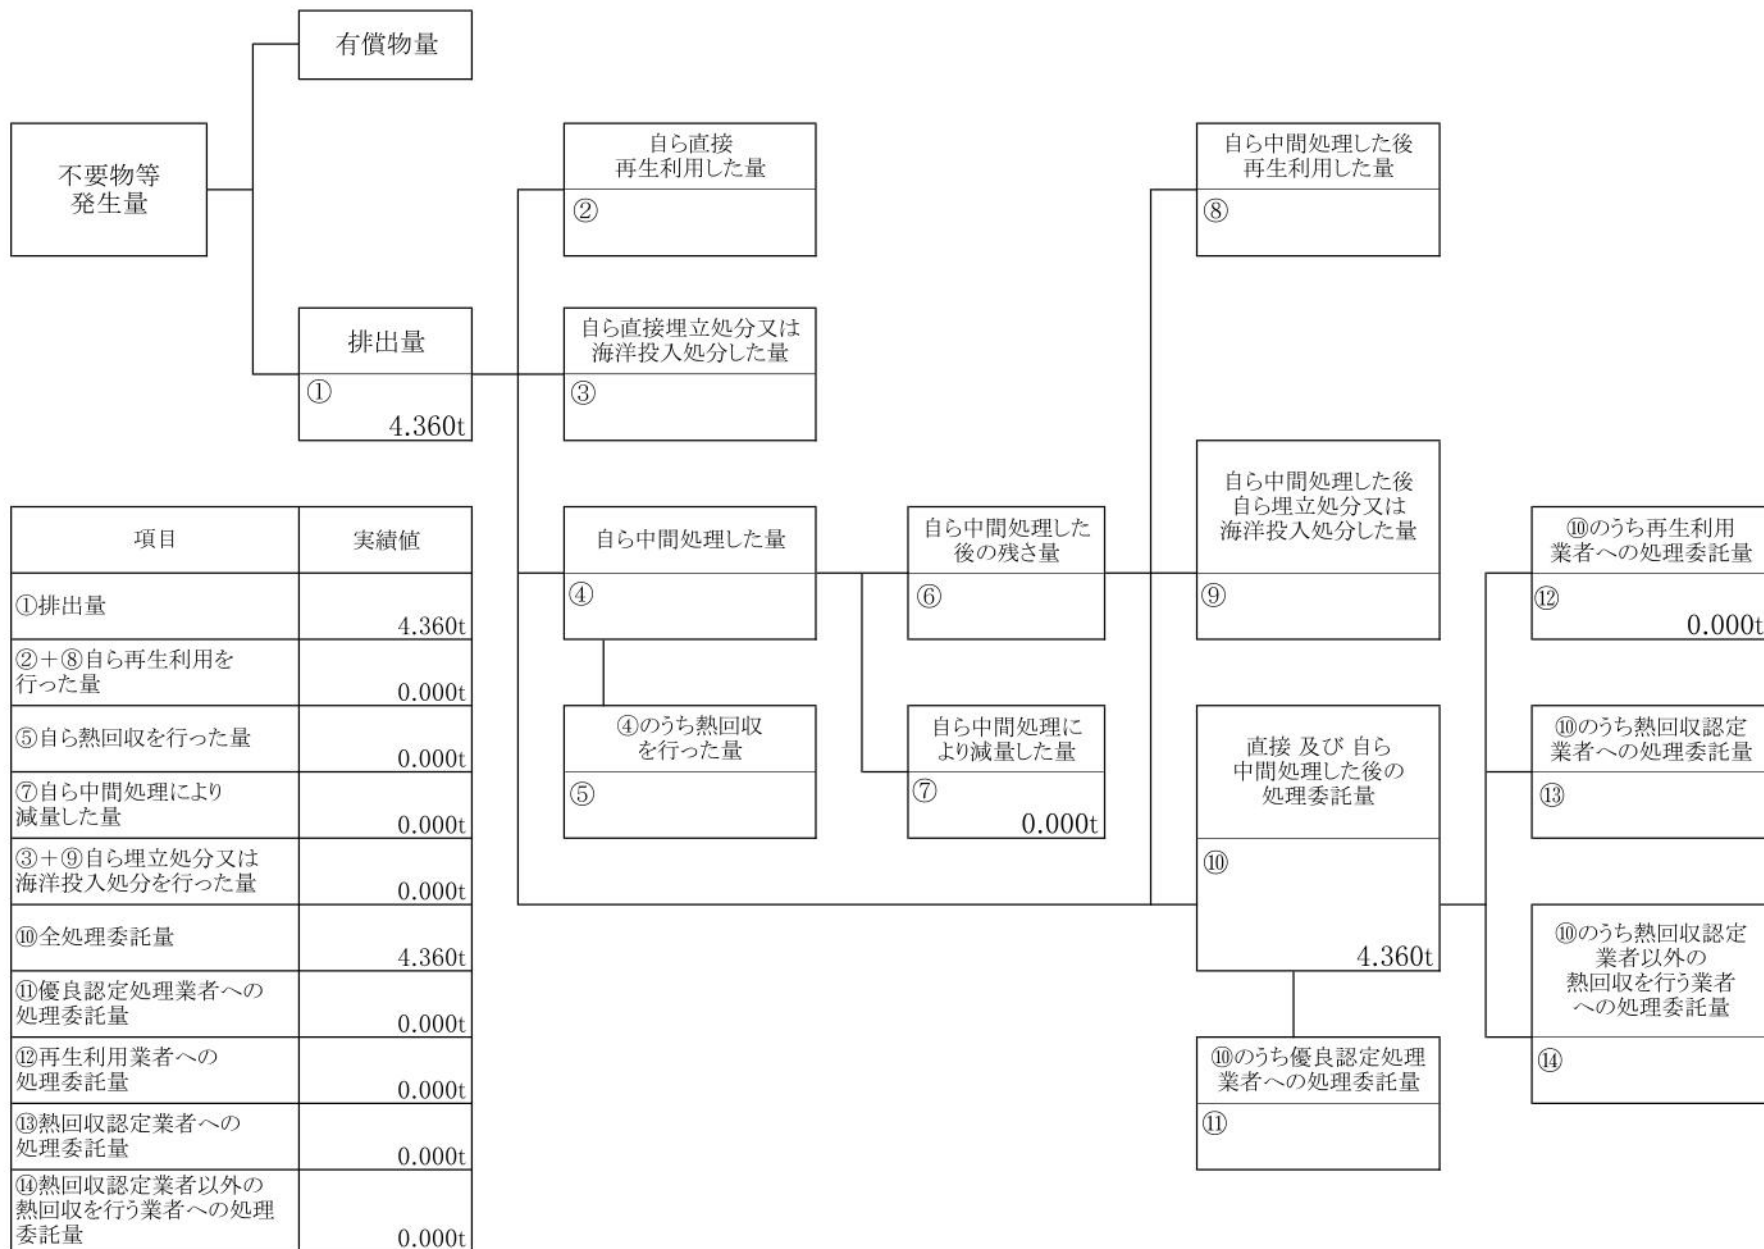 有償物量
不要物等
発生量
自ら直接
再生利用した量
②
自ら中間処理した後
再生利用した量
⑧
排出量
①
4.360t
自ら直接埋立処分又は
海洋投入処分した量
③
自ら中間処理した量
④
自ら中間処理した
後の残さ量
⑥
自ら中間処理した後
自ら埋立処分又は
海洋投入処分した量
⑨
⑩のうち再生利用
業者への処理委託量
⑫
0.000t
④のうち熱回収
を行った量
⑤
自ら中間処理に
より減量した量
⑦
0.000t
直接 及び 自ら
中間処理した後の
処理委託量
⑩
4.360t
⑩のうち熱回収認定
業者への処理委託量
⑬
⑩のうち熱回収認定
業者以外の
熱回収を行う業者
への処理委託量
⑭
⑩のうち優良認定処理
業者への処理委託量
⑪
項目 実績値
①排出量
4.360t
②＋⑧自ら再生利用を
行った量
0.000t
⑤自ら熱回収を行った量
0.000t
⑦自ら中間処理により
減量した量
0.000t
③＋⑨自ら埋立処分又は
海洋投入処分を行った量
0.000t
⑩全処理委託量
4.360t
⑪優良認定処理業者への
処理委託量
0.000t
⑫再生利用業者への
処理委託量
0.000t
⑬熱回収認定業者への
処理委託量
0.000t
⑭熱回収認定業者以外の
熱回収を行う業者への処理
委託量
0.000t